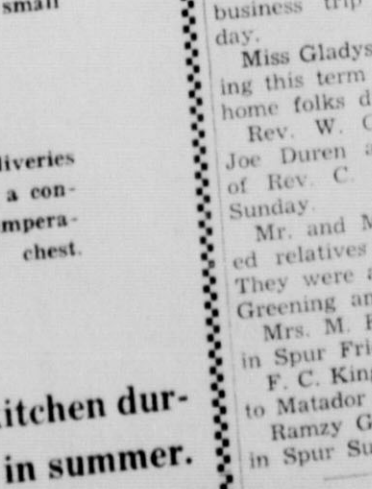 small
liveries
a con-
mpera-
chest.
itchen dur-
in summer.
business trip
day.
Miss Gladys
ing this term
home folks d
Rev. W. C
Joe Duren a
of Rev. C.
Sunday.
Mr. and M
ed relatives
They were a
Greening an
Mrs. M. E
in Spur Fri
F. C. King
to Matador
Ramzy G
in Spur Su